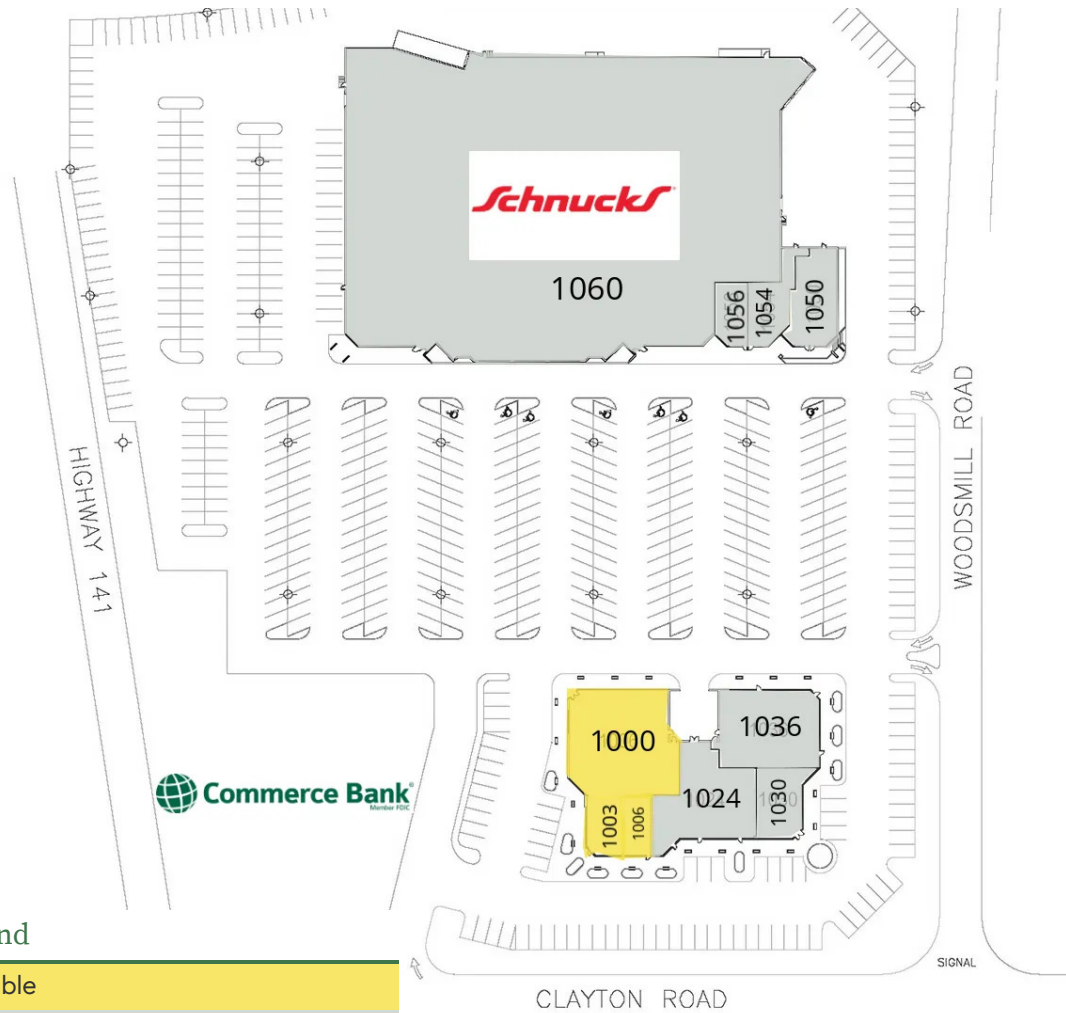 Schnucks
1060
1056
1054
1050
HIGHWAY 141
WOODSMILL ROAD
1000
1036
1003
1006
1024
1030
Commerce Bank
Member FDIC
nd
ble
SIGNAL
CLAYTON ROAD